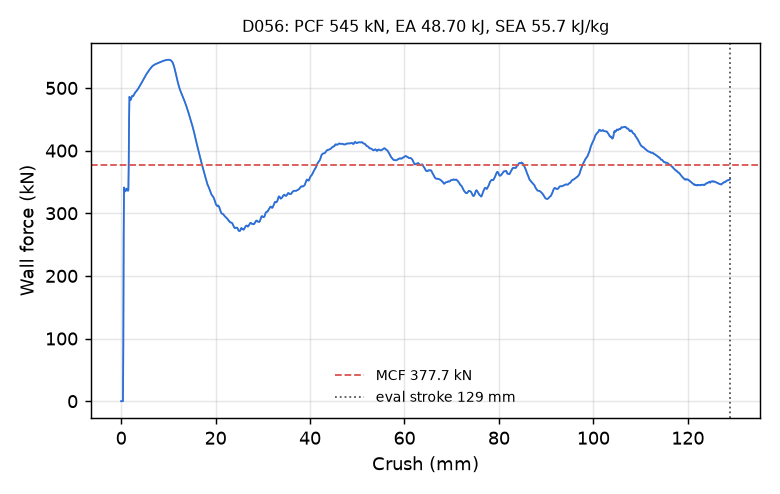 D056: PCF 545 kN, EA 48.70 kJ, SEA 55.7 kJ/kg
Wall force (kN)
500
400
300
200
100
0
MCF 377.7 kN
eval stroke 129 mm
0 20 40 60 80 100 120
Crush (mm)